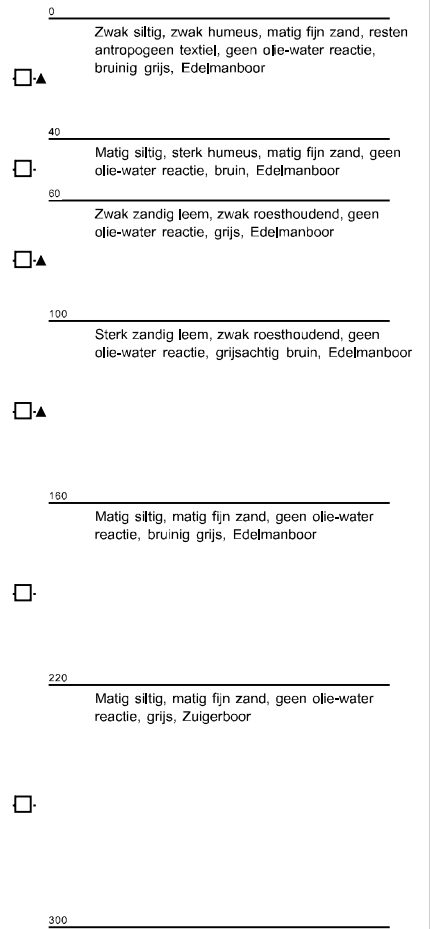 0
Zwak siltig, zwak humeus, matig fijn zand, resten
antropogeen textiel, geen olie-water reactie,
bruinig grijs, Edelmanboor
40
Matig siltig, sterk humeus, matig fijn zand, geen
olie-water reactie, bruin, Edelmanboor
60
Zwak zandig leem, zwak roesthoudend, geen
olie-water reactie, grijs, Edelmanboor
100
Sterk zandig leem, zwak roesthoudend, geen
olie-water reactie, grijsachtig bruin, Edelmanboor
160
Matig siltig, matig fijn zand, geen olie-water
reactie, bruinig grijs, Edelmanboor
220
Matig siltig, matig fijn zand, geen olie-water
reactie, grijs, Zuigerboor
300